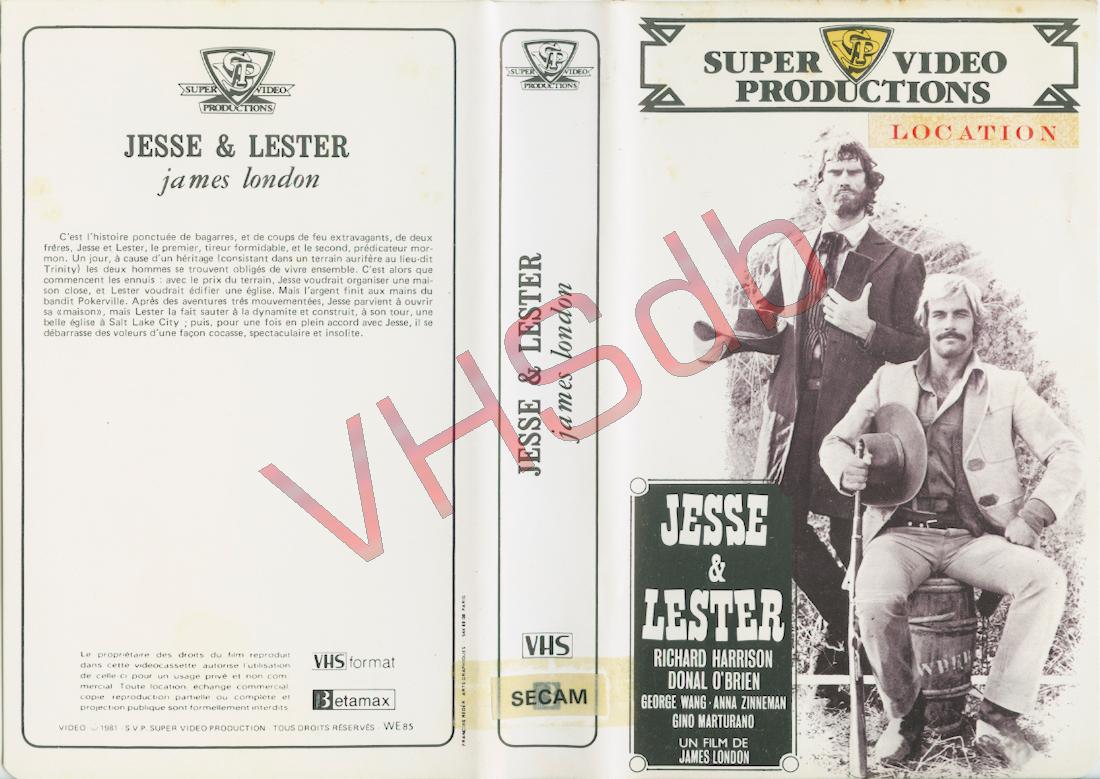 SUPER VIDEO
PRODUCTIONS
JESSE & LESTER
james london
C'est l'histoire ponctuée de bagarres, et de coups de feu extravagants, de deux
frères, Jesse et Lester, le premier, tireur formidable, et le second, prédicateur mor-
mon. Un jour, à cause d'un héritage (consistant dans un terrain aurifère au lieu-dit
Trinity) les deux hommes se trouvent obligés de vivre ensemble. C'est alors que
commencent les ennuis : avec le prix du terrain, Jesse voudrait organiser une mai-
son close, et Lester voudrait édifier une église. Mais l'argent finit aux mains du
bandit Pokerville. Après des aventures très mouvementées, Jesse parvient à ouvrir
sa «maison», mais Lester la fait sauter à la dynamite et construit, à son tour, une
belle église à Salt Lake City ; puis, pour une fois en plein accord avec Jesse, il se
débarrasse des voleurs d'une façon cocasse, spectaculaire et insolite.
Le propriétaire des droits du film reproduit
dans cette videocassette autorise l'utilisation
de celle-ci pour un usage privé et non com-
mercial. Toute location, échange commercial,
copie, reproduction partielle ou complète et
projection publique sont formellement interdits.
VHS format
Betamax
VIDEO © 1981 · S.V.P. SUPER VIDEO PRODUCTION · TOUS DROITS RÉSERVÉS · WE 85
SUPER VIDEO
PRODUCTIONS
JESSE & LESTER
james london
VHS
SECAM
SUPER VIDEO
PRODUCTIONS
LOCATION
JESSE
&
LESTER
RICHARD HARRISON
DONAL O'BRIEN
GEORGE WANG · ANNA ZINNEMAN
GINO MARTURANO
UN FILM DE
JAMES LONDON
VHSdb